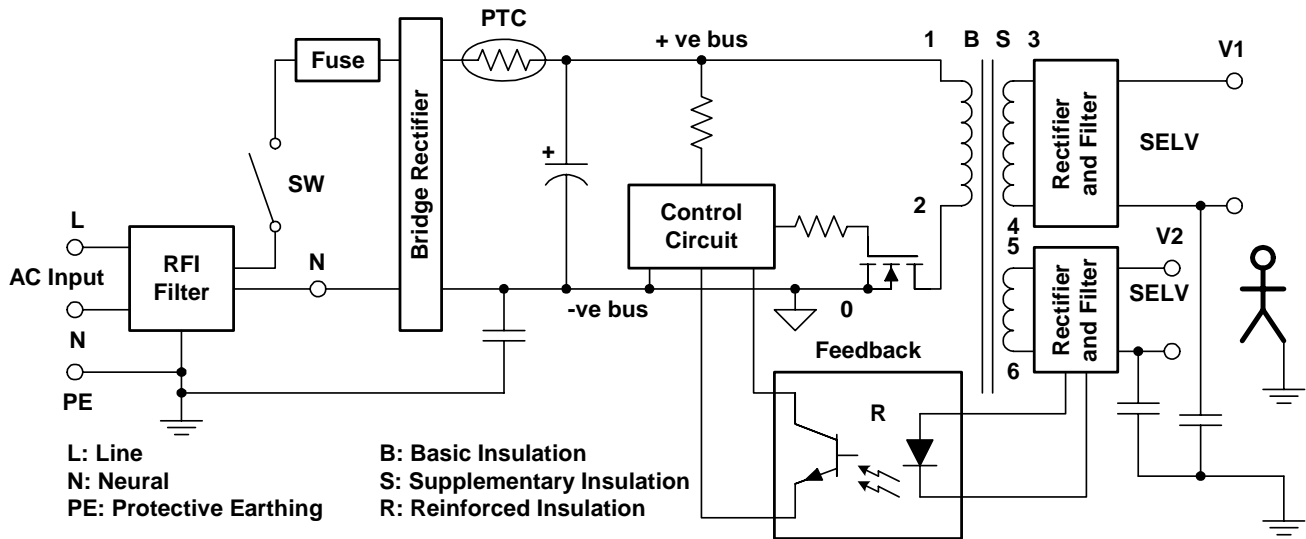 PTC
+ ve bus
1 B S 3
V1
Fuse
Bridge Rectifier
Rectifier and Filter
SELV
+
SW
Control
Circuit
2
4
5
V2
L
RFI
Filter
AC Input
N
N
PE
-ve bus
0
Rectifier and Filter
SELV
6
Feedback
R
L: Line
N: Neural
PE: Protective Earthing
B: Basic Insulation
S: Supplementary Insulation
R: Reinforced Insulation